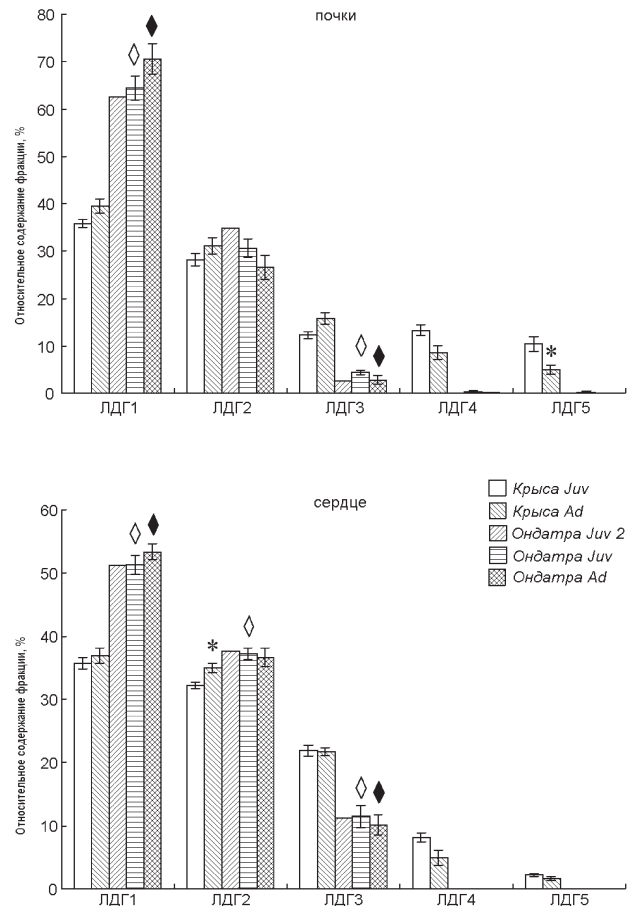 почки
Относительное содержание фракции, %
80
70
60
50
40
30
20
10
0
*
ЛДГ1 ЛДГ2 ЛДГ3 ЛДГ4 ЛДГ5
сердце
Крыса Juv
Крыса Ad
Ондатра Juv 2
Ондатра Juv
Ондатра Ad
Относительное содержание фракции, %
60
50
40
30
20
10
0
*
ЛДГ1 ЛДГ2 ЛДГ3 ЛДГ4 ЛДГ5